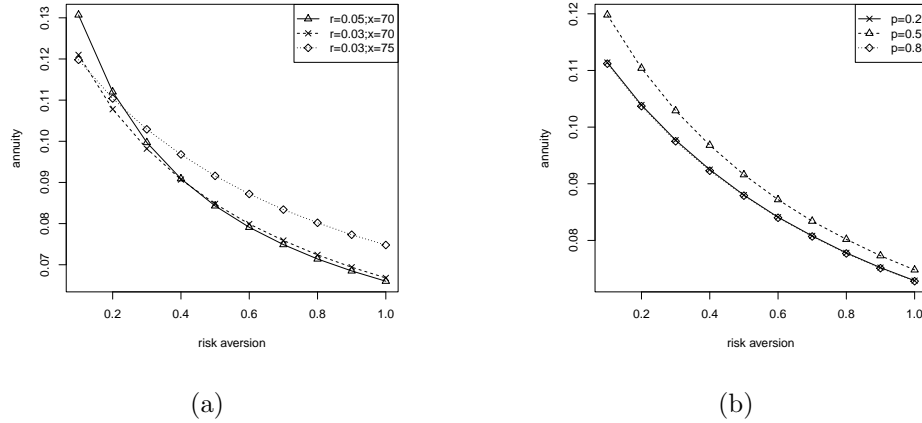 0.13
0.12
0.11
0.10
0.09
0.08
0.07
annuity
r=0.05;x=70
r=0.03;x=70
r=0.03;x=75
0.2 0.4 0.6 0.8 1.0
risk aversion
(a)
0.12
0.11
0.10
0.09
0.08
annuity
p=0.2
p=0.5
p=0.8
0.2 0.4 0.6 0.8 1.0
risk aversion
(b)